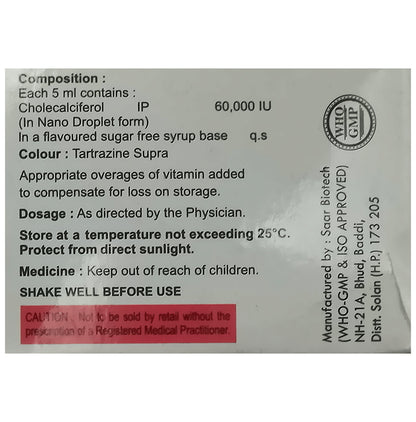 Composition :
Each 5 ml contains :
Cholecalciferol IP 60,000 IU
(In Nano Droplet form)
In a flavoured sugar free syrup base q.s
Colour : Tartrazine Supra
Appropriate overages of vitamin added
to compensate for loss on storage.
Dosage : As directed by the Physician.
Store at a temperature not exceeding 25°C.
Protect from direct sunlight.
Medicine : Keep out of reach of children.
SHAKE WELL BEFORE USE
CAUTION : Not to be sold by retail without the
prescription of a Registered Medical Practitioner.
WHO
GMP
Manufactured by : Saar Biotech
(WHO-GMP & ISO APPROVED)
NH-21A, Bhud, Baddi,
Distt. Solan (H.P.) 173 205